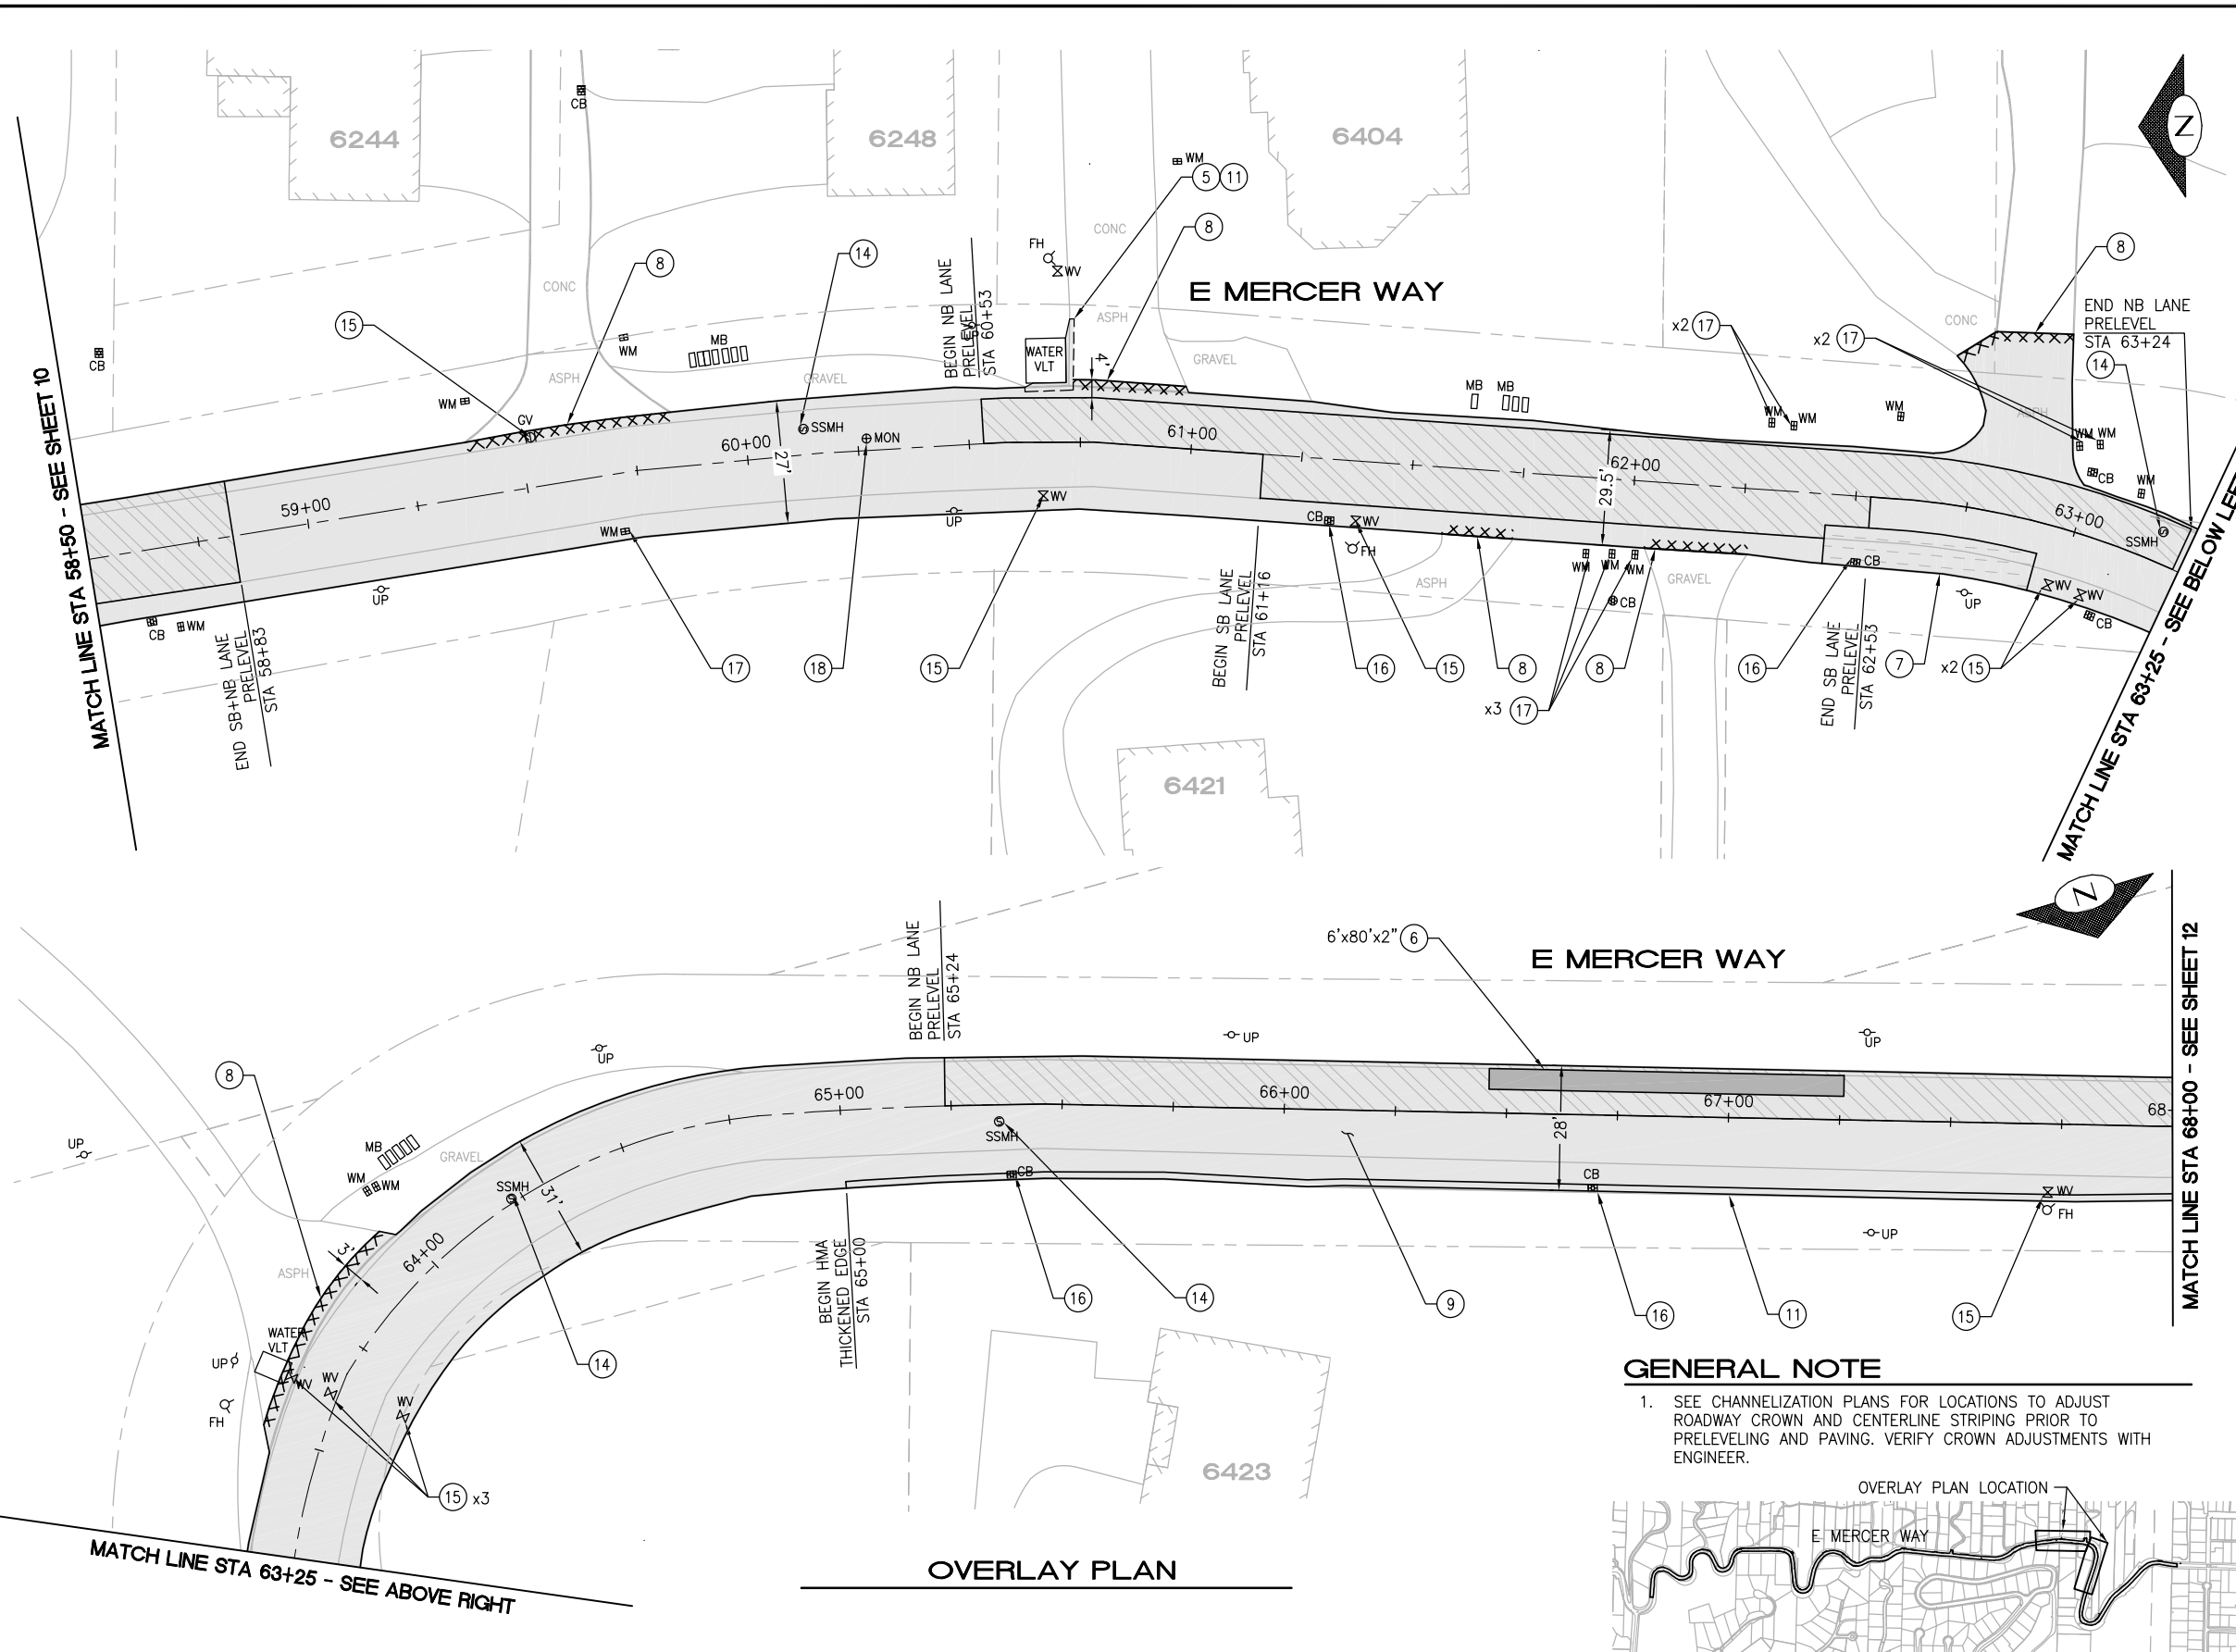 6244
CB
6248
6404
WM
5 11
8
CONC
FH
WV
E MERCER WAY
14
8
CONC
15
BEGIN NB LANE
PRELEVEL
STA 60+53
ASPH
WATER
VLT
4'
GRAVEL
WM
MB
ASPH
GRAVEL
CB
WM
GV
SSMH
MON
60+00
27'
61+00
59+00
MB
MB
x2 17
WM
WM
WM
x2 17
CONC
8
END NB LANE
PRELEVEL
STA 63+24
14
Z
ASPH
WM
WM
CB
WM
62+00
29.5'
63+00
SSMH
MATCH LINE STA 58+50 - SEE SHEET 10
CB
WM
END SB+NB LANE
PRELEVEL
STA 58+83
UP
WM
17
18
WV
UP
15
CB
WV
FH
ASPH
BEGIN SB LANE
PRELEVEL
STA 61+16
16
15
8
WM
WM
WM
CB
x3 17
8
GRAVEL
CB
16
END SB LANE
PRELEVEL
STA 62+53
7
UP
WV
WV
CB
x2 15
MATCH LINE STA 63+25 - SEE BELOW LEF
6421
Z
BEGIN NB LANE
PRELEVEL
STA 65+24
6'x80'x2" 6
E MERCER WAY
MATCH LINE STA 68+00 - SEE SHEET 12
UP
UP
UP
8
UP
MB
WM
WM
GRAVEL
65+00
66+00
67+00
68
SSMH
31'
SSMH
CB
28'
CB
WV
FH
UP
3'
64+00
ASPH
WATER
VLT
UP
FH
WV
WV
WV
14
BEGIN HMA
THICKENED EDGE
STA 65+00
16
14
9
16
11
15
15 x3
6423
GENERAL NOTE
1. SEE CHANNELIZATION PLANS FOR LOCATIONS TO ADJUST
ROADWAY CROWN AND CENTERLINE STRIPING PRIOR TO
PRELEVELING AND PAVING. VERIFY CROWN ADJUSTMENTS WITH
ENGINEER.
OVERLAY PLAN LOCATION
E MERCER WAY
MATCH LINE STA 63+25 - SEE ABOVE RIGHT
OVERLAY PLAN